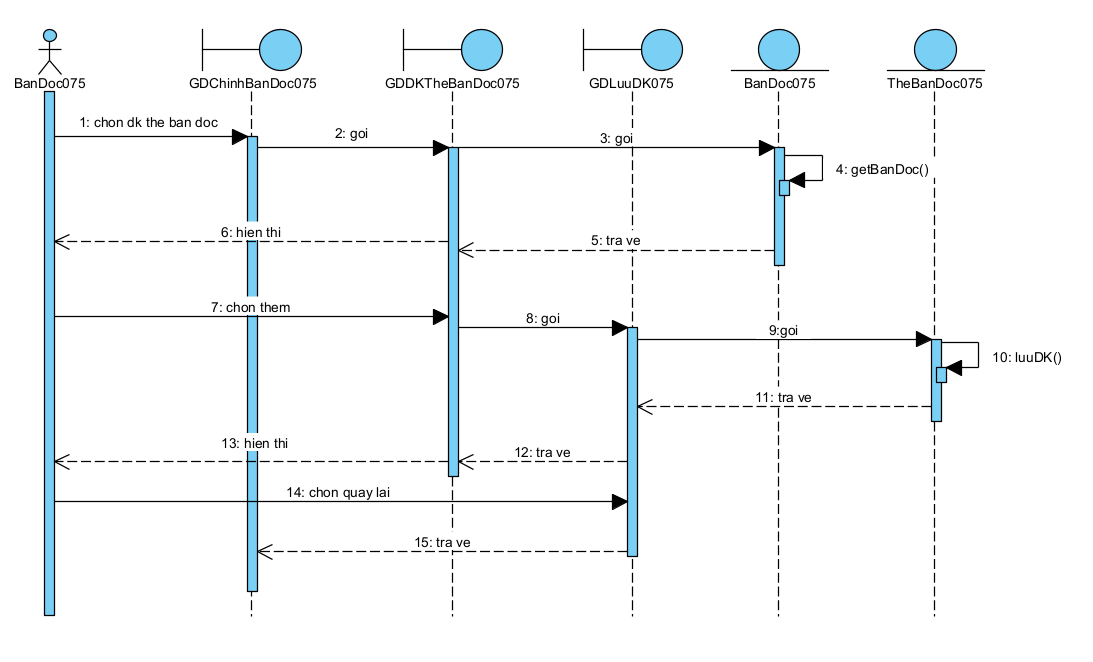 BanDoc075
GDChinhBanDoc075
GDDKTheBanDoc075
GDLuuDK075
BanDoc075
TheBanDoc075
1: chon dk the ban doc
2: goi
3: goi
4: getBanDoc()
6: hien thi
5: tra ve
7: chon them
8: goi
9:goi
10: luuDK()
11: tra ve
13: hien thi
12: tra ve
14: chon quay lai
15: tra ve